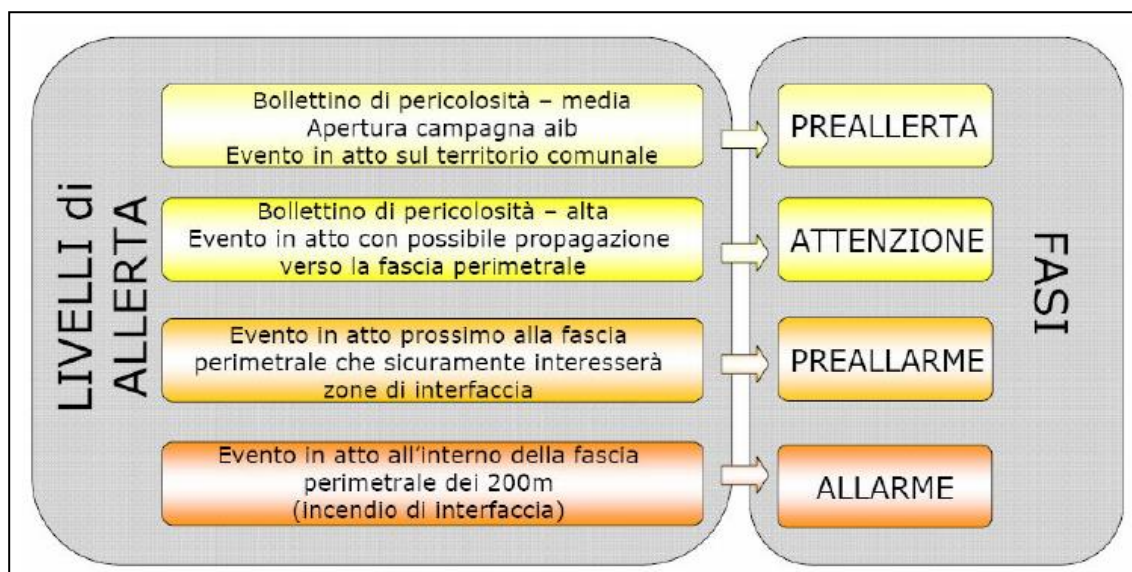 LIVELLI di
ALLERTA
Bollettino di pericolosità – media
Apertura campagna aib
Evento in atto sul territorio comunale
PREALLERTA
Bollettino di pericolosità – alta
Evento in atto con possibile propagazione
verso la fascia perimetrale
ATTENZIONE
Evento in atto prossimo alla fascia
perimetrale che sicuramente interesserà
zone di interfaccia
PREALLARME
Evento in atto all'interno della fascia
perimetrale dei 200m
(incendio di interfaccia)
ALLARME
FASI